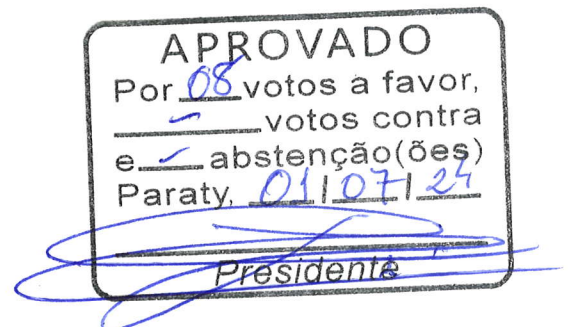 APROVADO
Por 08 votos a favor,
- votos contra
e - abstenção(ões)
Paraty, 01/07/24
Presidente